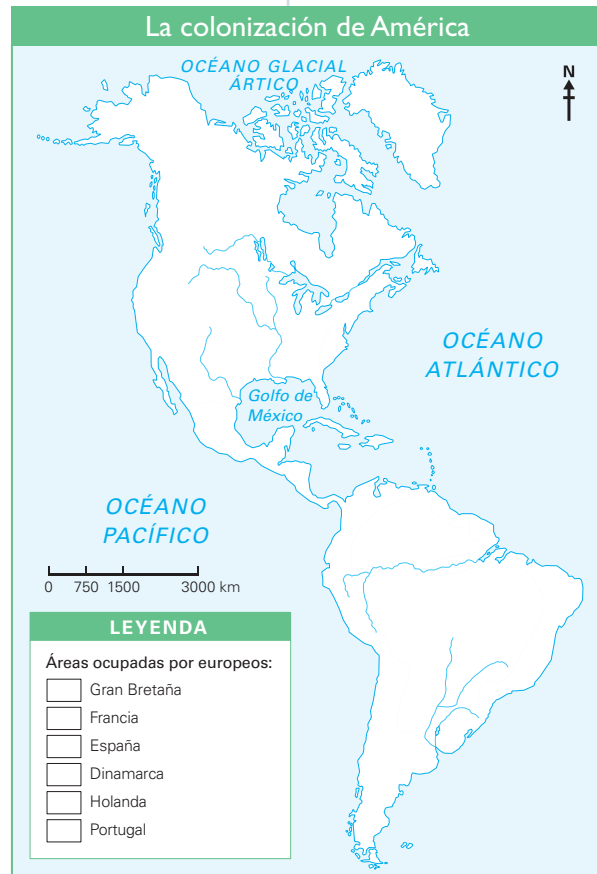 La colonización de América
OCÉANO GLACIAL
ÁRTICO
N
OCÉANO
ATLÁNTICO
Golfo de
México
OCÉANO
PACÍFICO
0 750 1500 3000 km
LEYENDA
Áreas ocupadas por europeos:
Gran Bretaña
Francia
España
Dinamarca
Holanda
Portugal